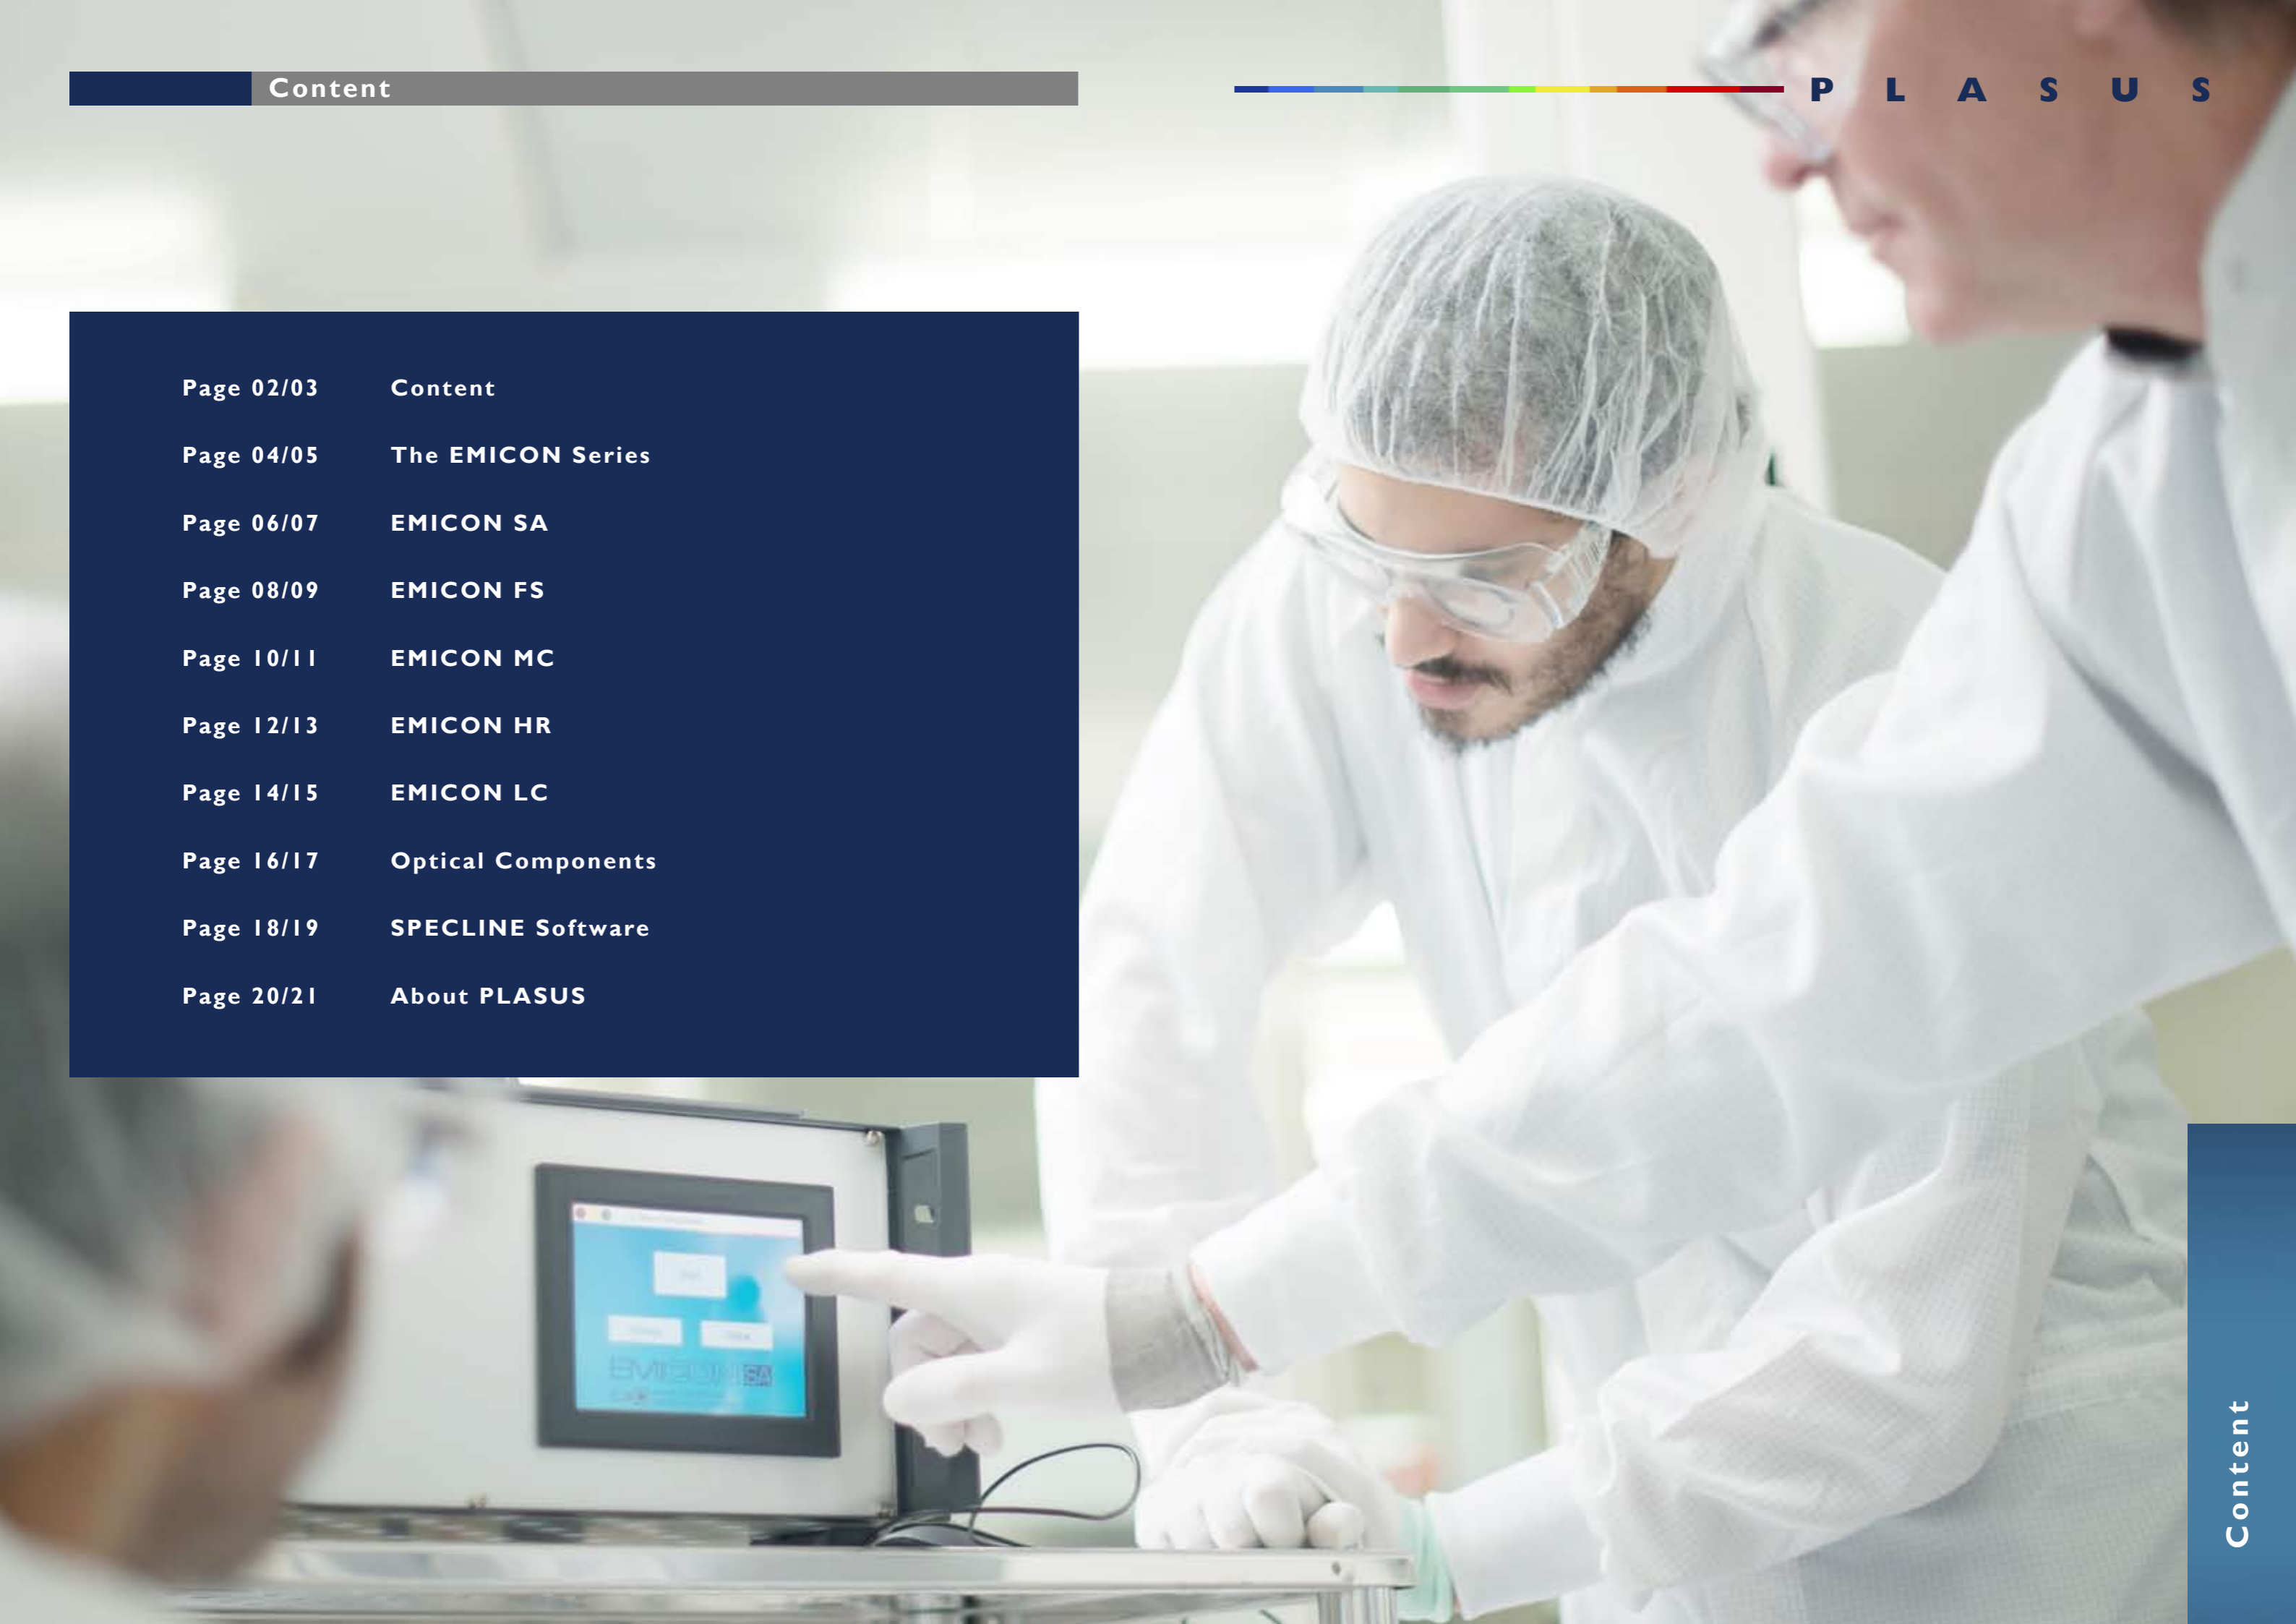 Content
P L A S U S
Page 02/03 Content
Page 04/05 The EMICON Series
Page 06/07 EMICON SA
Page 08/09 EMICON FS
Page 10/11 EMICON MC
Page 12/13 EMICON HR
Page 14/15 EMICON LC
Page 16/17 Optical Components
Page 18/19 SPECLINE Software
Page 20/21 About PLASUS
EMICON SA
Content